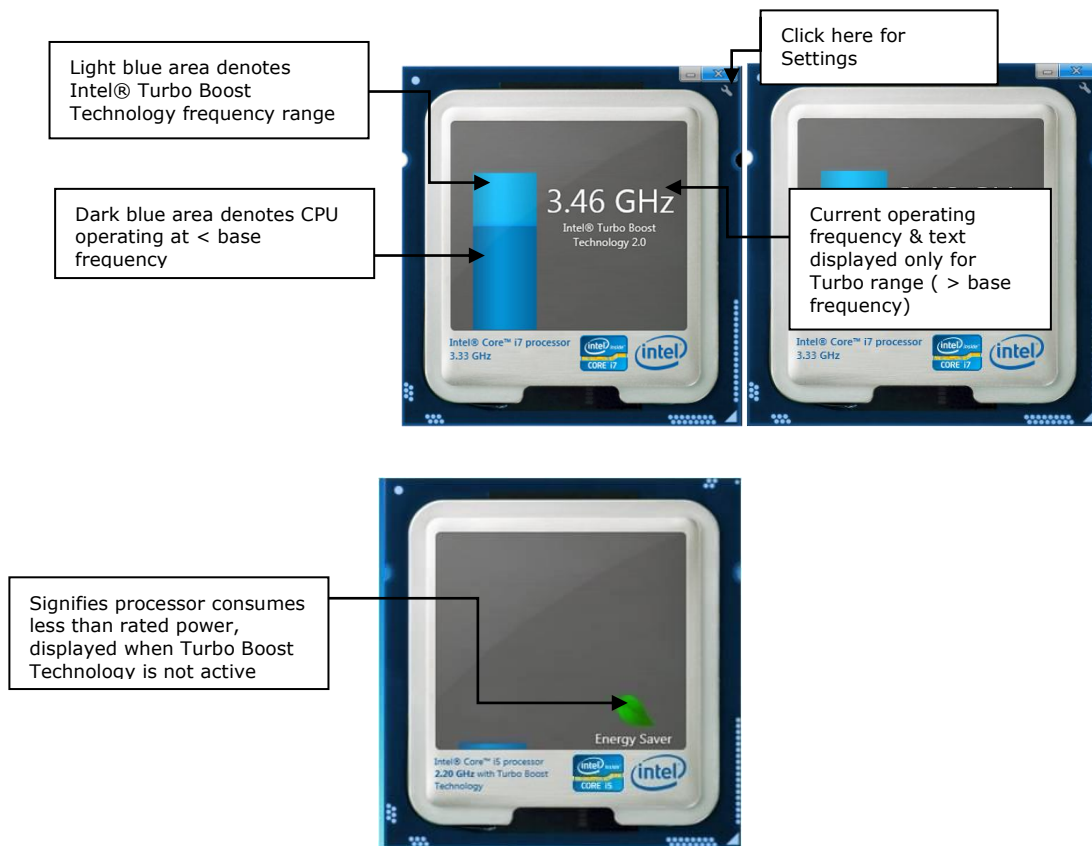 Click here for
Settings
Light blue area denotes
Intel® Turbo Boost
Technology frequency range
Dark blue area denotes CPU
operating at < base
frequency
3.46 GHz
Intel® Turbo Boost
Technology 2.0
Current operating
frequency & text
displayed only for
Turbo range ( > base
frequency)
Intel® Core™ i7 processor
3.33 GHz
intel inside
CORE i7
intel
Intel® Core™ i7 processor
3.33 GHz
intel inside
CORE i7
intel
Signifies processor consumes
less than rated power,
displayed when Turbo Boost
Technology is not active
Energy Saver
Intel® Core™ i5 processor
2.20 GHz with Turbo Boost
Technology
intel inside
CORE i5
intel